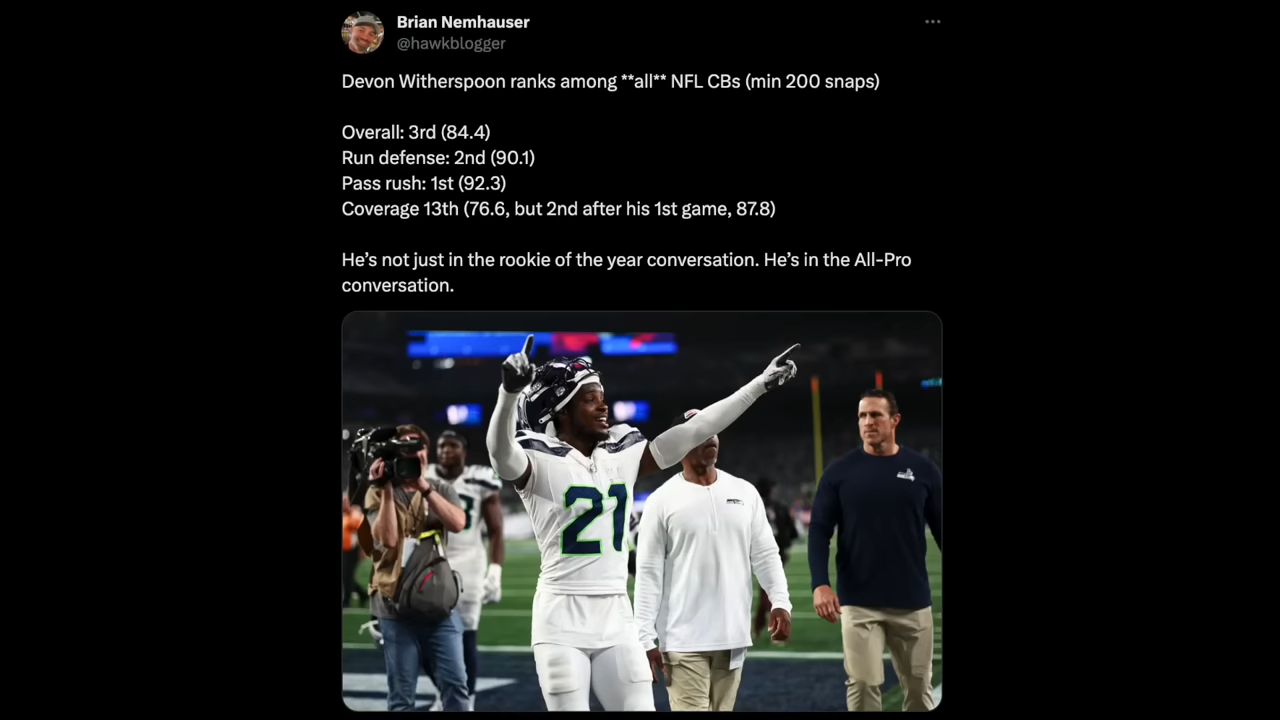 Brian Nemhauser
@hawkblogger
Devon Witherspoon ranks among **all** NFL CBs (min 200 snaps)
Overall: 3rd (84.4)
Run defense: 2nd (90.1)
Pass rush: 1st (92.3)
Coverage 13th (76.6, but 2nd after his 1st game, 87.8)
He’s not just in the rookie of the year conversation. He’s in the All-Pro
conversation.
21